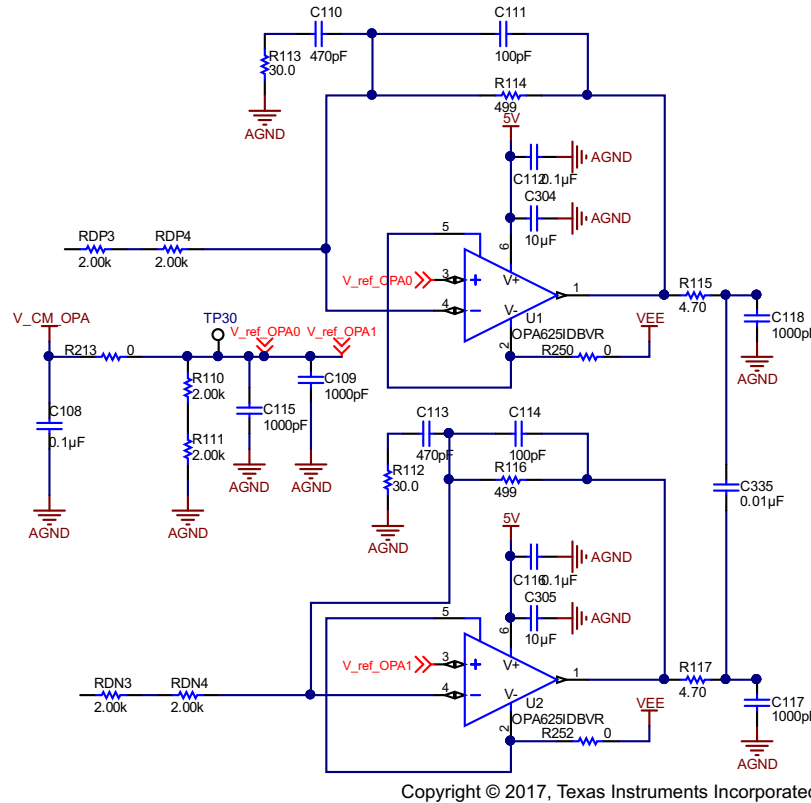 C110
470pF
C111
100pF
R113
30.0
AGND
R114
499
5V
C112 0.1µF
AGND
C304
10µF
AGND
RDP3
2.00k
RDP4
2.00k
5
6
V_ref_OPA0
3
+
V+
4
−
V-
1
2
U1
OPA625IDBVR
R250
0
VEE
R115
4.70
C118
1000pF
AGND
V_CM_OPA
TP30
V_ref_OPA0
V_ref_OPA1
R213
0
R110
2.00k
R111
2.00k
C108
0.1µF
C115
1000pF
C109
1000pF
AGND
AGND
AGND
AGND
C113
470pF
C114
100pF
R112
30.0
AGND
R116
499
C335
0.01µF
5V
C116 0.1µF
AGND
C305
10µF
AGND
RDN3
2.00k
RDN4
2.00k
5
6
V_ref_OPA1
3
+
V+
4
−
V-
1
2
U2
OPA625IDBVR
R252
0
VEE
R117
4.70
C117
1000pF
AGND
Copyright © 2017, Texas Instruments Incorporated